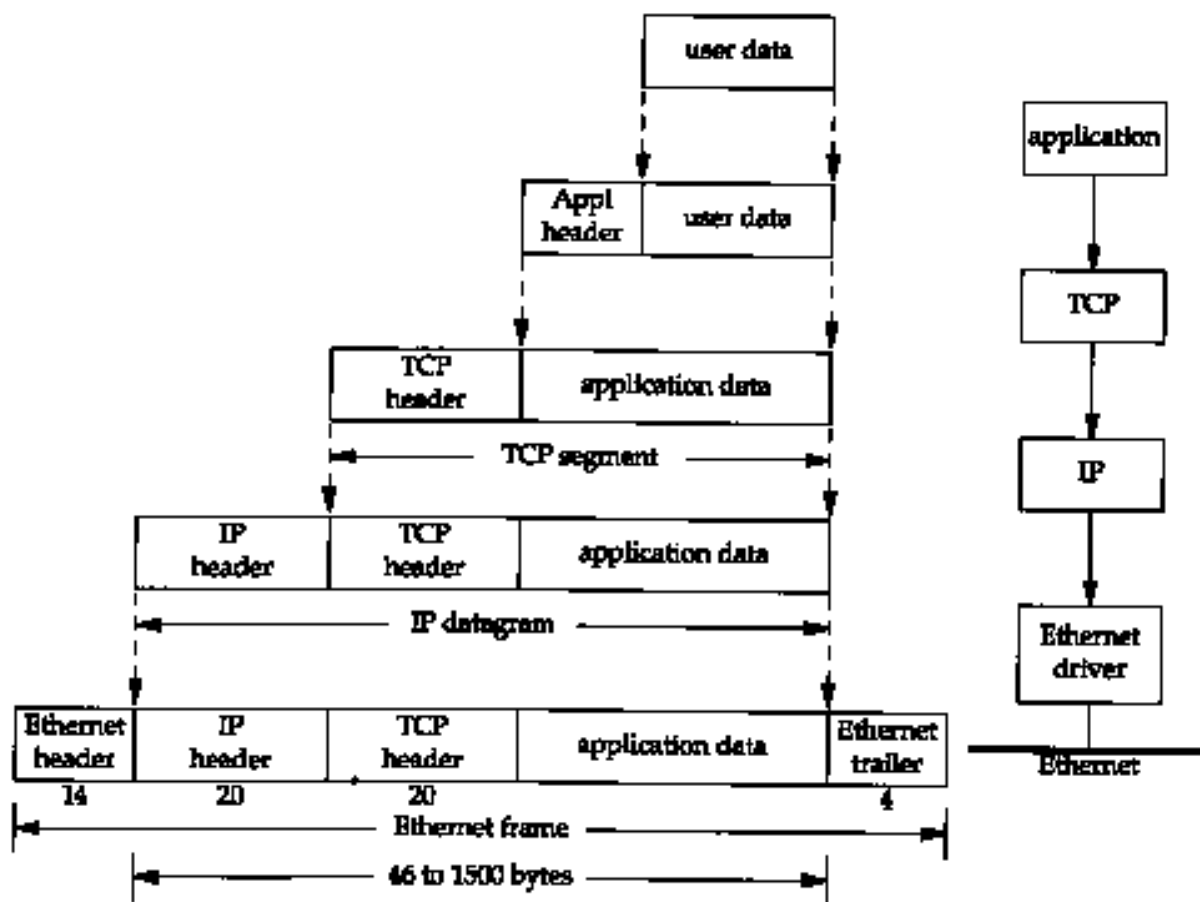 user data
application
Appl
header
user data
TCP
TCP
header
application data
TCP segment
IP
IP
header
TCP
header
application data
IP datagram
Ethernet
driver
Ethernet
header
IP
header
TCP
header
application data
Ethernet
trailer
Ethernet
14
20
20
4
Ethernet frame
46 to 1500 bytes